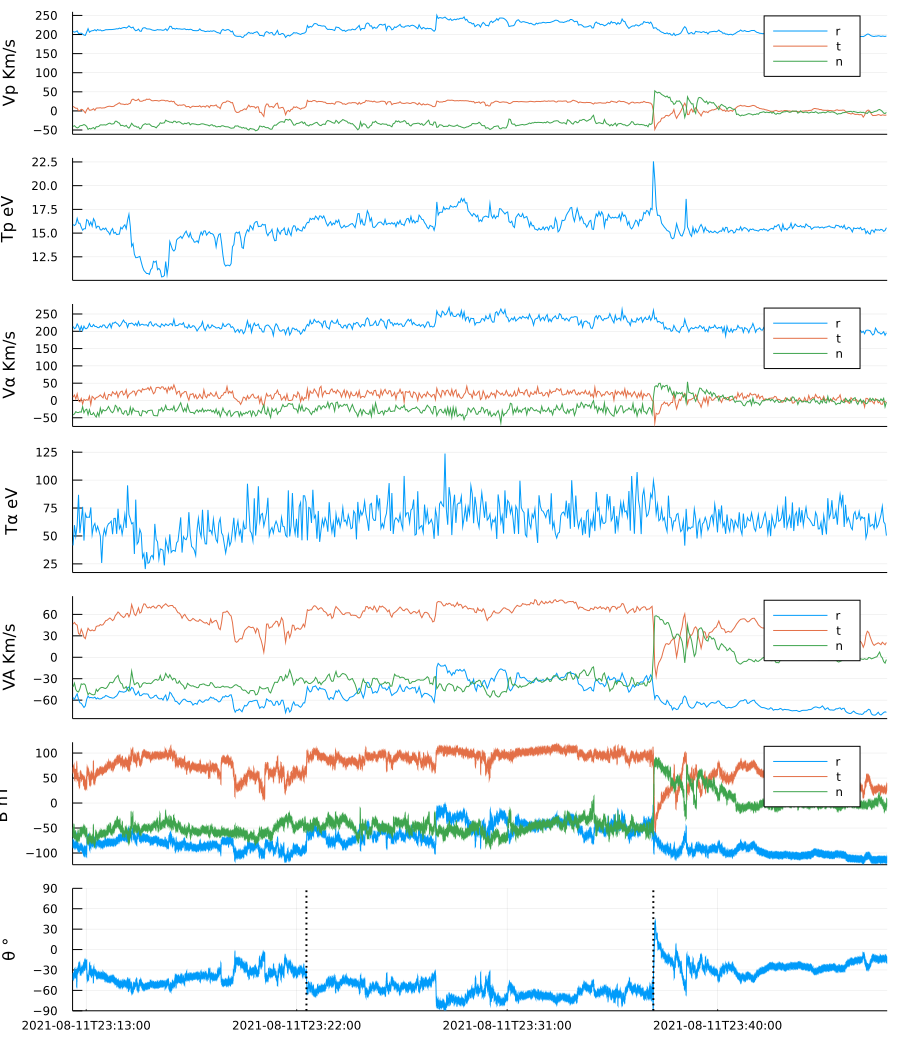 Vp Km/s
250
200
150
100
50
0
−50
r
t
n
Tp eV
22.5
20.0
17.5
15.0
12.5
Vα Km/s
250
200
150
100
50
0
−50
r
t
n
Tα eV
125
100
75
50
25
VA Km/s
60
30
0
−30
−60
r
t
n
100
50
0
−50
−100
r
t
n
θ °
90
60
30
0
−30
−60
−90
2021-08-11T23:13:00
2021-08-11T23:22:00
2021-08-11T23:31:00
2021-08-11T23:40:00